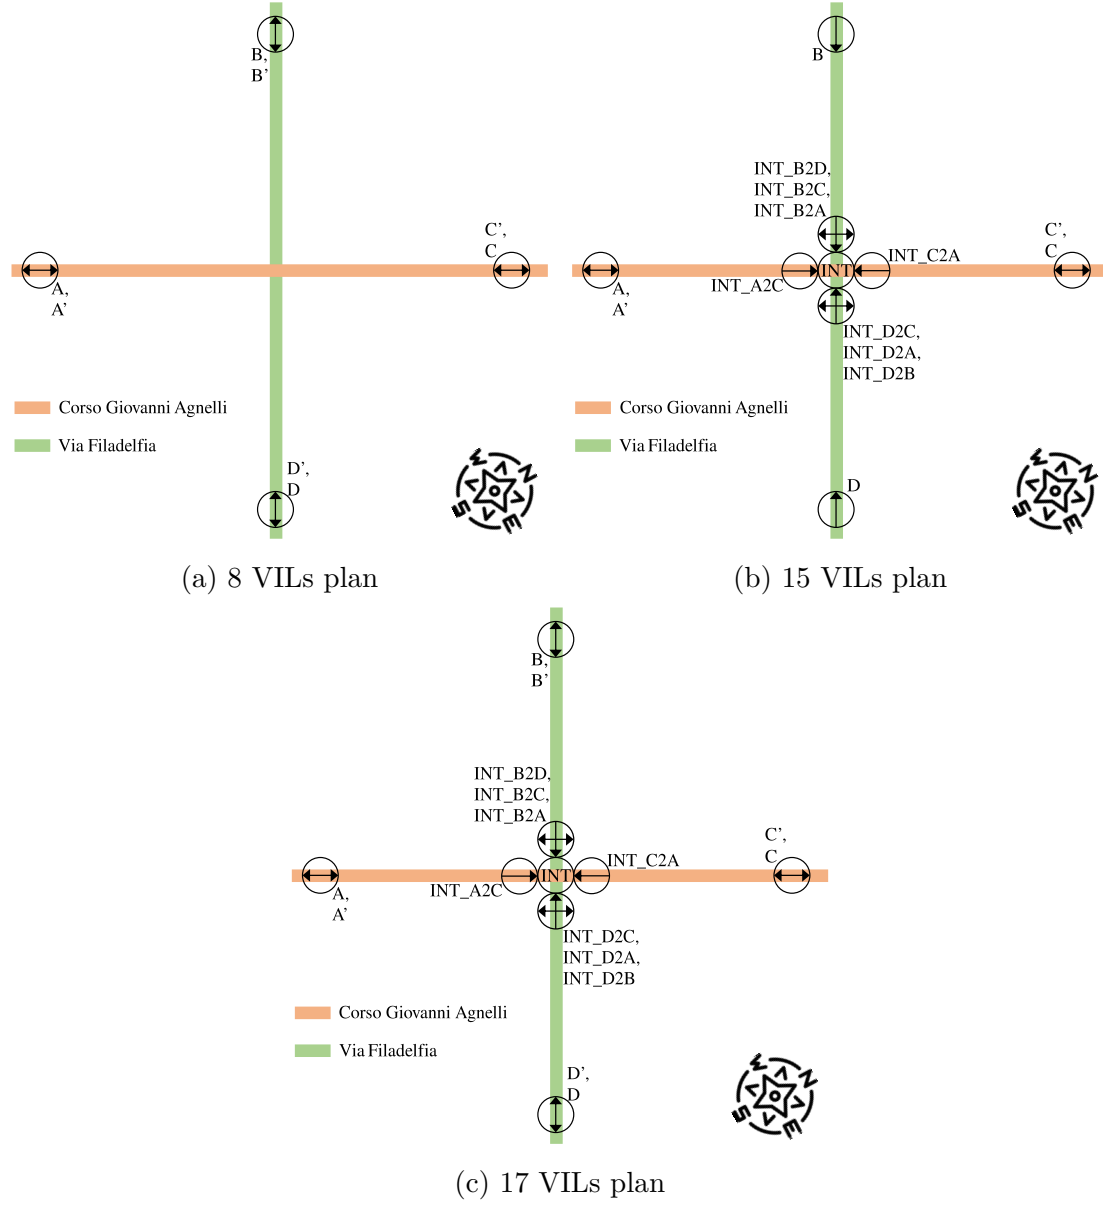 B,
B’
C’,
C
A,
A’
Corso Giovanni Agnelli
Via Filadelfia
D’,
D
W
N
S
E
(a) 8 VILs plan
B
INT_B2D,
INT_B2C,
INT_B2A
C’,
C
INT_C2A
INT
INT_A2C
A,
A’
INT_D2C,
INT_D2A,
INT_D2B
Corso Giovanni Agnelli
Via Filadelfia
D
W
N
S
E
(b) 15 VILs plan
B,
B’
INT_B2D,
INT_B2C,
INT_B2A
C’,
C
INT_C2A
INT
INT_A2C
A,
A’
INT_D2C,
INT_D2A,
INT_D2B
Corso Giovanni Agnelli
Via Filadelfia
D’,
D
W
N
S
E
(c) 17 VILs plan